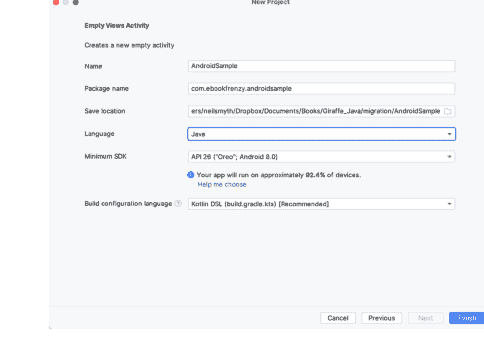 New Project
Empty Views Activity
Creates a new empty activity
Name AndroidSample
Package name com.ebookfrenzy.androidsample
Save location ers/neilsmyth/Dropbox/Documents/Books/Giraffe_Java/migration/AndroidSample
Language Java
Minimum SDK API 26 ("Oreo"; Android 8.0)
Your app will run on approximately 92.4% of devices.
Help me choose
Build configuration language Kotlin DSL (build.gradle.kts) [Recommended]
Cancel Previous Next Finish